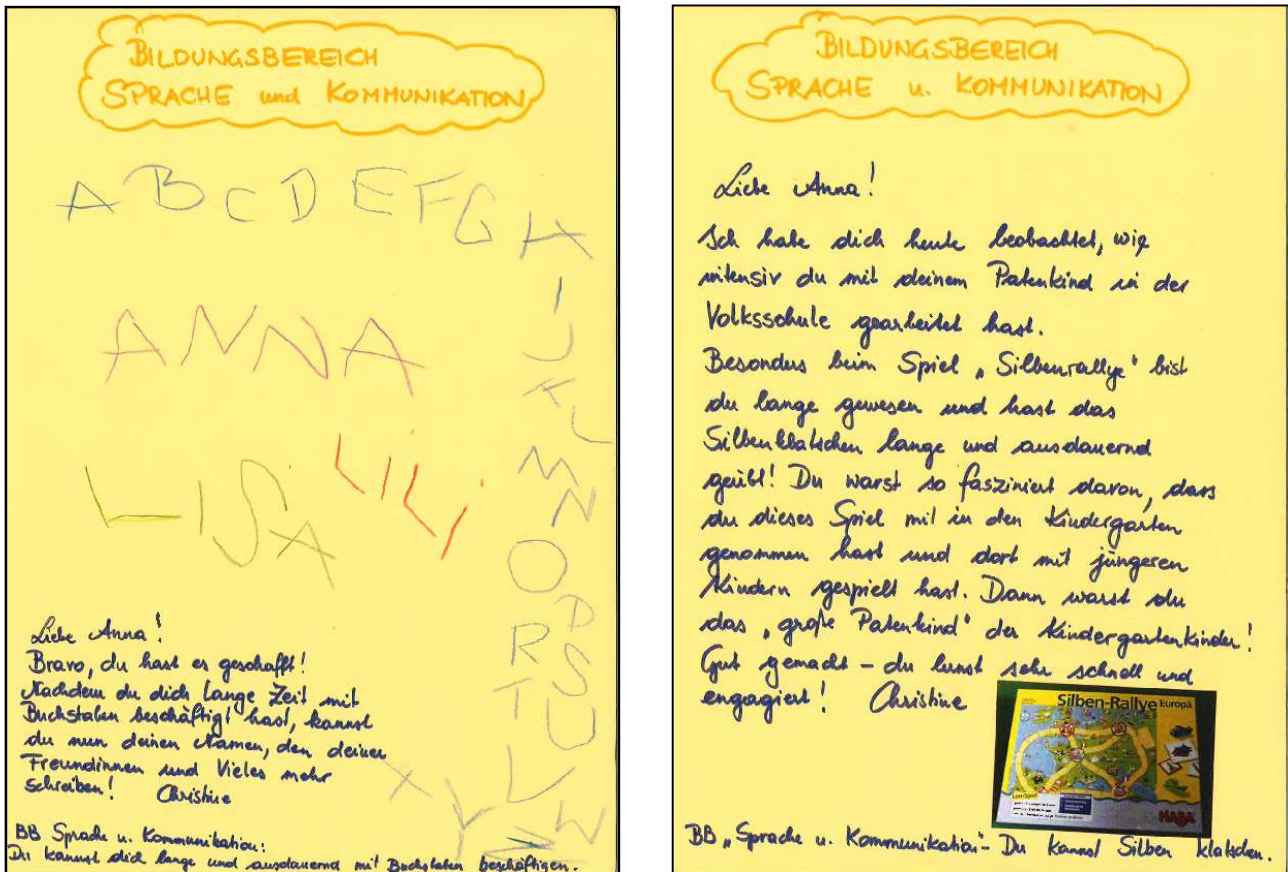 BILDUNGSBEREICH
SPRACHE und KOMMUNIKATION
A B C D E F G H
I
J
K L
M
N
O P
R S
T U
V W
X Y Z
ANNA
LISA
LILI
Liebe Anna!
Bravo, du hast es geschafft!
Nachdem du dich lange Zeit mit
Buchstaben beschäftigt hast, kannst
du nun deinen Namen, den deiner
Freundinnen und Vieles mehr
schreiben! Christine
BB Sprache u. Kommunikation:
Du kannst dich lange und ausdauernd mit Buchstaben beschäftigen.
BILDUNGSBEREICH
SPRACHE u. KOMMUNIKATION
Liebe Anna!
Ich habe dich heute beobachtet, wie
intensiv du mit deinem Patenkind in der
Volksschule gearbeitet hast.
Besonders beim Spiel „Silbenrallye" bist
du lange gewesen und hast das
Silbenklatschen lange und ausdauernd
geübt! Du warst so fasziniert davon, dass
du dieses Spiel mit in den Kindergarten
genommen hast und dort mit jüngeren
Kindern gespielt hast. Dann warst du
das „große Patenkind" der Kindergartenkinder!
Gut gemacht – du lernst sehr schnell und
engagiert! Christine
Silben-Rallye Europa
HABA
BB „Sprache u. Kommunikation" – Du kannst Silben klatschen.